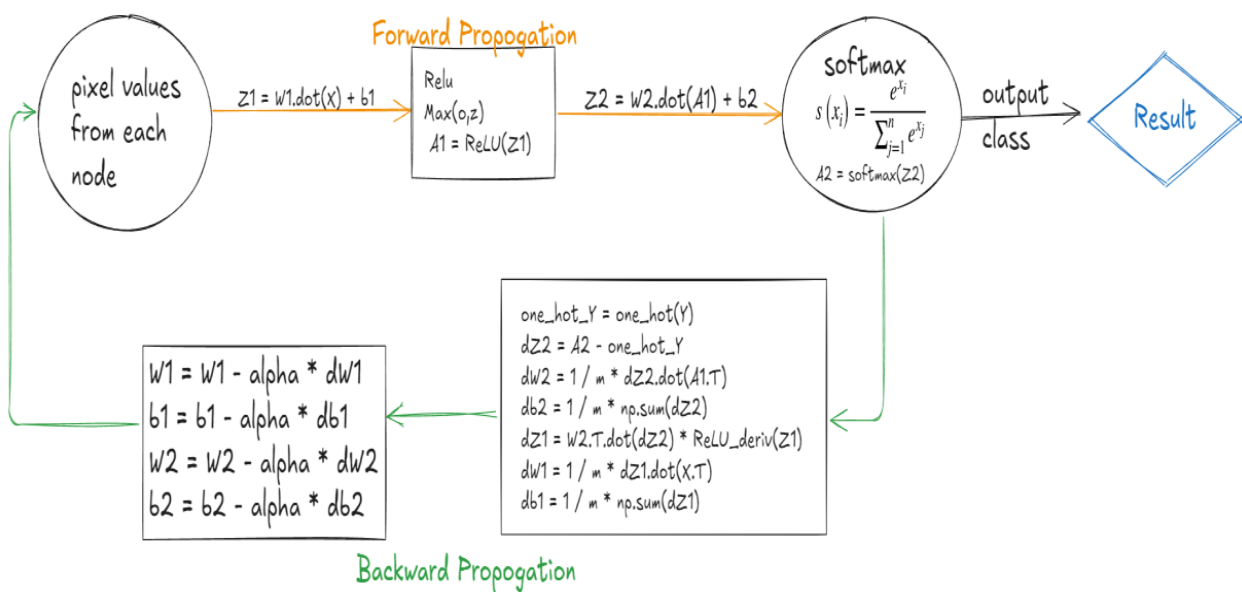 Forward Propogation
pixel values
from each
node
Z1 = W1.dot(X) + b1
Relu
Max(0,z)
A1 = ReLU(Z1)
Z2 = W2.dot(A1) + b2
softmax
s(x_i) = e^{x_i} / \sum_{j=1}^{n} e^{x_j}
A2 = softmax(Z2)
output
class
Result
one_hot_Y = one_hot(Y)
dZ2 = A2 - one_hot_Y
dW2 = 1 / m * dZ2.dot(A1.T)
db2 = 1 / m * np.sum(dZ2)
dZ1 = W2.T.dot(dZ2) * ReLU_deriv(Z1)
dW1 = 1 / m * dZ1.dot(X.T)
db1 = 1 / m * np.sum(dZ1)
W1 = W1 - alpha * dW1
b1 = b1 - alpha * db1
W2 = W2 - alpha * dW2
b2 = b2 - alpha * db2
Backward Propogation